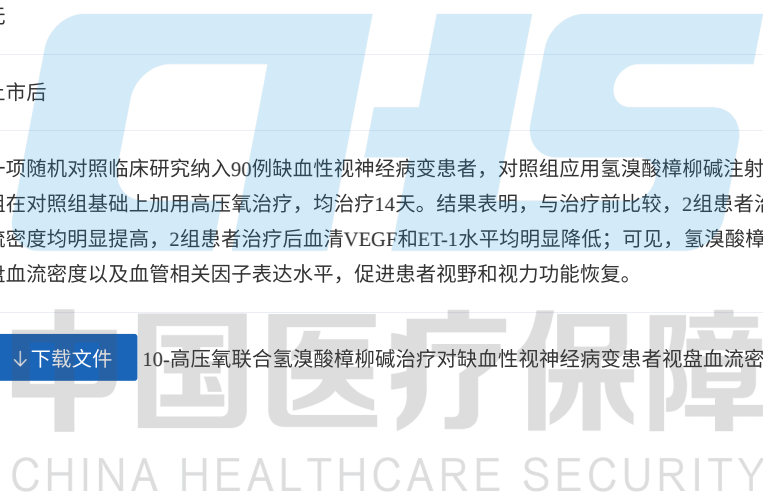 无
上市后
一项随机对照临床研究纳入90例缺血性视神经病变患者，对照组应用氢溴酸樟柳碱注射
组在对照组基础上加用高压氧治疗，均治疗14天。结果表明，与治疗前比较，2组患者治
流密度均明显提高，2组患者治疗后血清VEGF和ET-1水平均明显降低；可见，氢溴酸樟
盘血流密度以及血管相关因子表达水平，促进患者视野和视力功能恢复。
↓下载文件 10-高压氧联合氢溴酸樟柳碱治疗对缺血性视神经病变患者视盘血流密
中国医疗保障
CHINA HEALTHCARE SECURITY